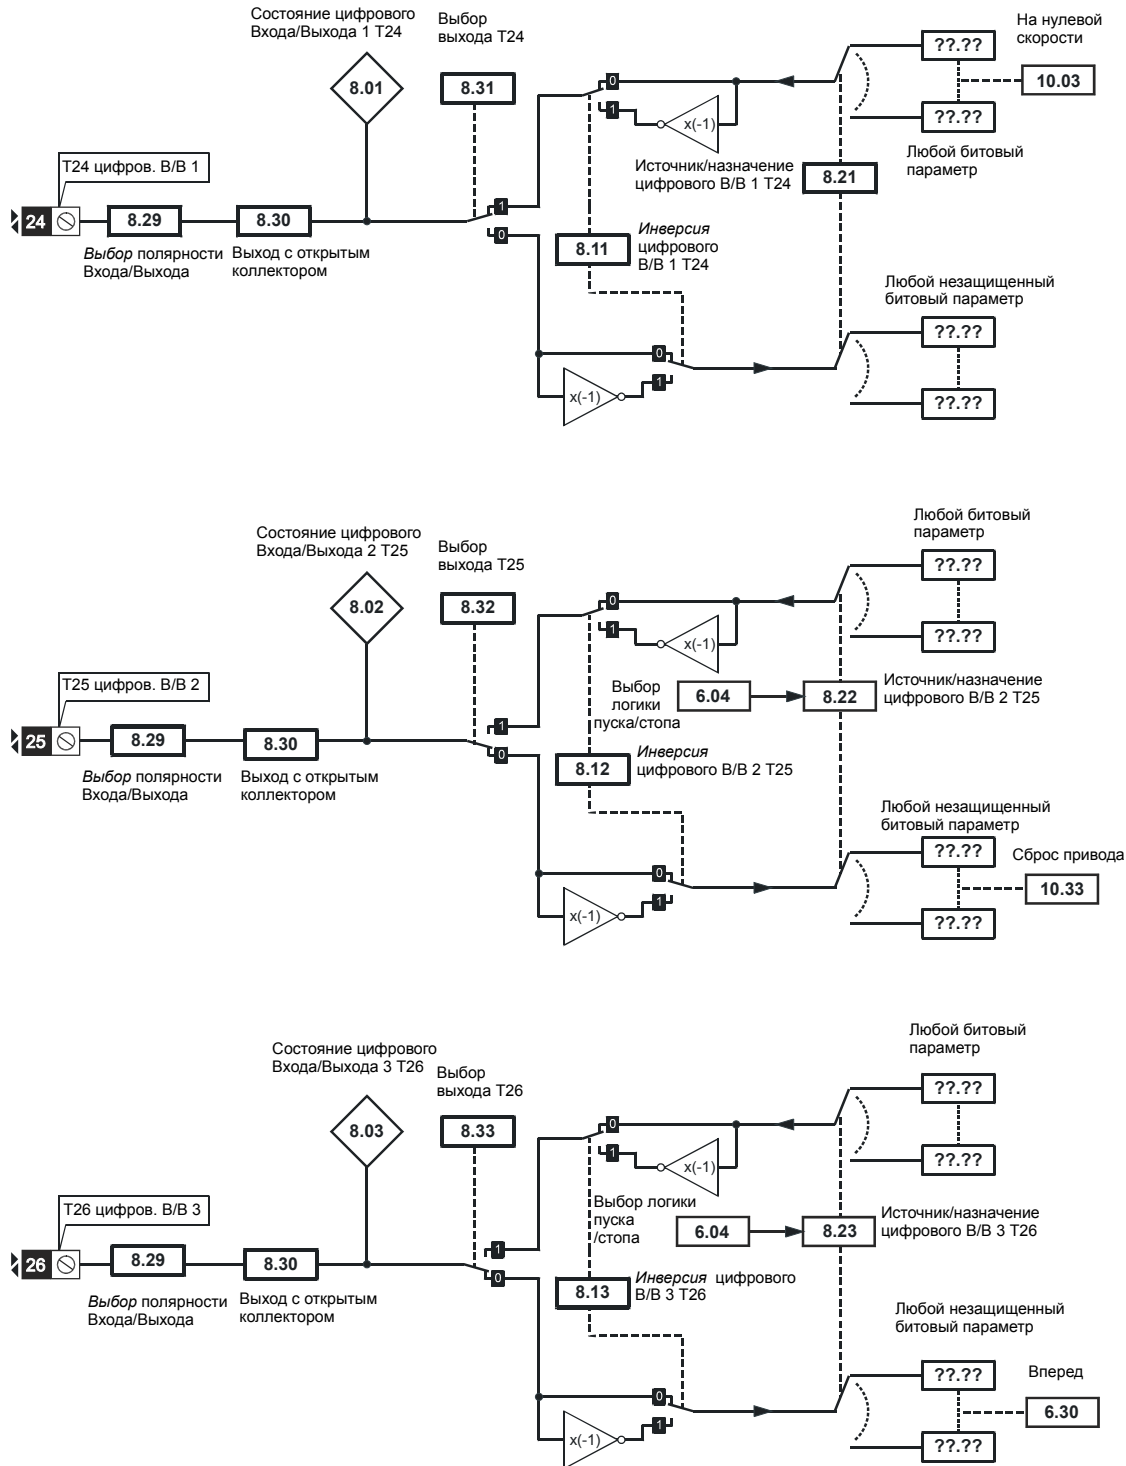 Состояние цифрового
Входа/Выхода 1 T24
8.01
Выбор
выхода T24
8.31
0
1
x(-1)
??.??
На нулевой
скорости
10.03
??.??
Любой битовый
параметр
T24 цифров. В/В 1
24
8.29
8.30
Выбор полярности
Входа/Выхода
Выход с открытым
коллектором
1
0
Источник/назначение
цифрового В/В 1 T24
8.21
8.11
Инверсия
цифрового
В/В 1 T24
Любой незащищенный
битовый параметр
??.??
??.??
0
1
x(-1)
Состояние цифрового
Входа/Выхода 2 T25
8.02
Выбор
выхода T25
8.32
0
1
x(-1)
Любой битовый
параметр
??.??
??.??
T25 цифров. В/В 2
25
8.29
8.30
Выбор полярности
Входа/Выхода
Выход с открытым
коллектором
1
0
Выбор
логики
пуска/стопа
6.04
8.22
Источник/назначение
цифрового В/В 2 T25
8.12
Инверсия
цифрового В/В 2 T25
Любой незащищенный
битовый параметр
??.??
Сброс привода
10.33
??.??
0
1
x(-1)
Состояние цифрового
Входа/Выхода 3 T26
8.03
Выбор
выхода T26
8.33
0
1
x(-1)
Любой битовый
параметр
??.??
??.??
T26 цифров. В/В 3
26
8.29
8.30
Выбор полярности
Входа/Выхода
Выход с открытым
коллектором
1
0
Выбор логики
пуска
/стопа
6.04
8.23
Источник/назначение
цифрового В/В 3 T26
8.13
Инверсия цифрового
В/В 3 T26
Любой незащищенный
битовый параметр
??.??
Вперед
6.30
??.??
0
1
x(-1)